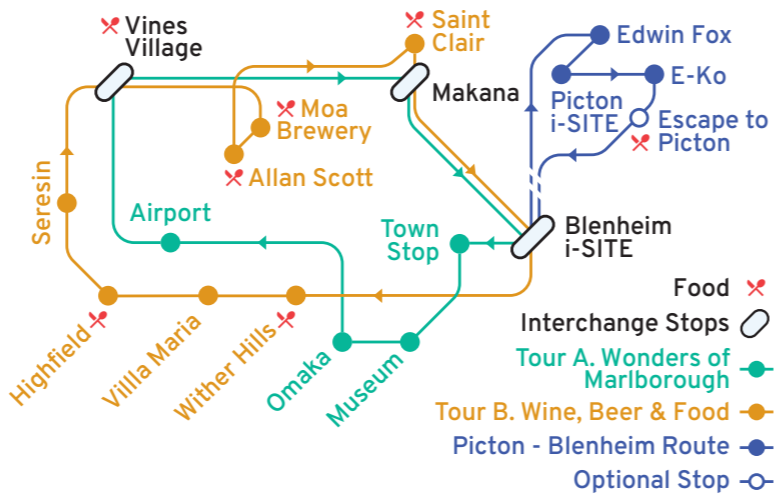 Vines
Village
Saint
Clair
Edwin Fox
Makana
Picton
i-SITE
E-Ko
Moa
Brewery
Escape to
Picton
Allan Scott
Seresin
Airport
Town
Stop
Blenheim
i-SITE
Highfield
Villla Maria
Wither Hills
Omaka
Museum
Food
Interchange Stops
Tour A. Wonders of
Marlborough
Tour B. Wine, Beer & Food
Picton - Blenheim Route
Optional Stop